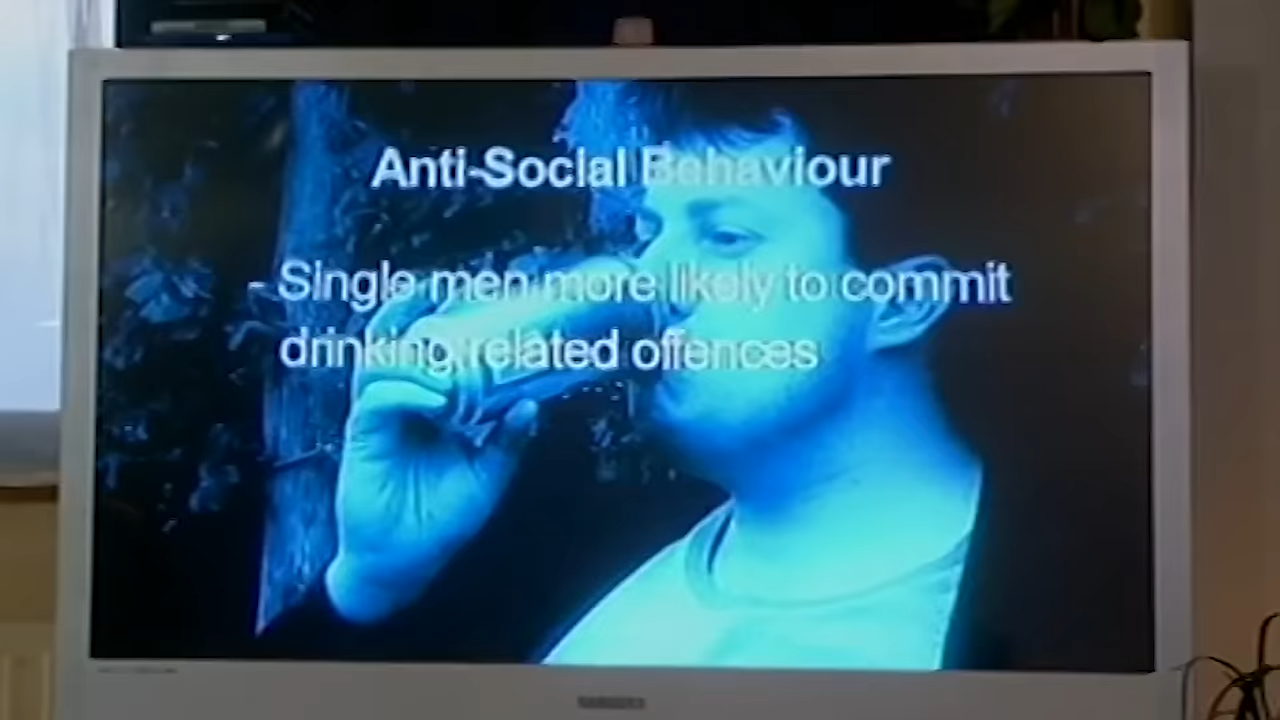 Anti-Social Behaviour
- Single men more likely to commit
drinking related offences